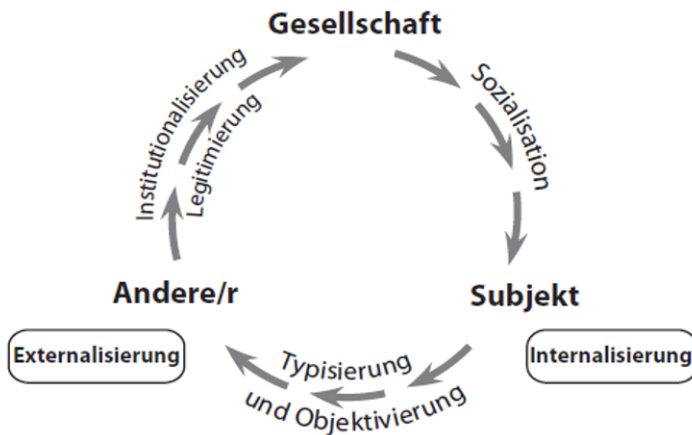 Gesellschaft
Institutionalisierung
Legitimierung
Sozialisation
Andere/r
Subjekt
Externalisierung
Internalisierung
Typisierung
und Objektivierung